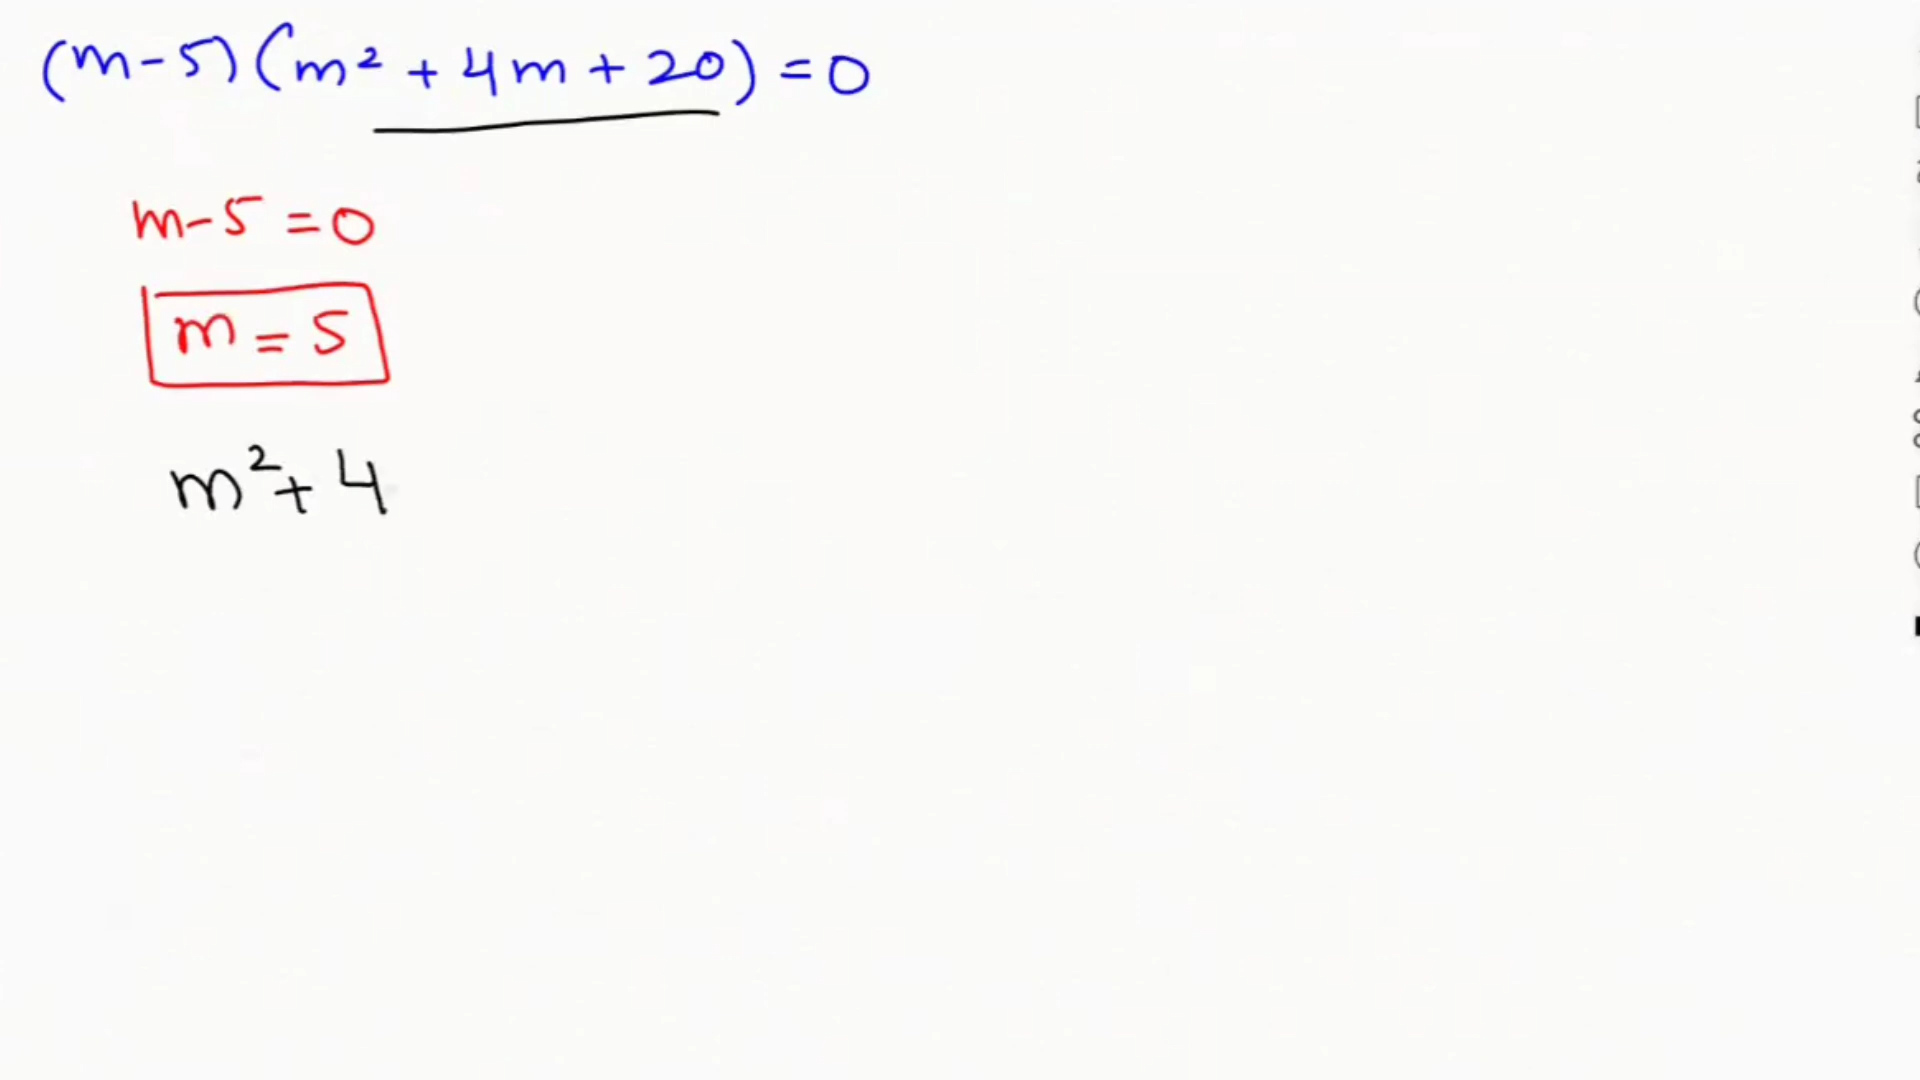 (m-5)(m² + 4m + 20) = 0
m-5 = 0
m = 5
m² + 4